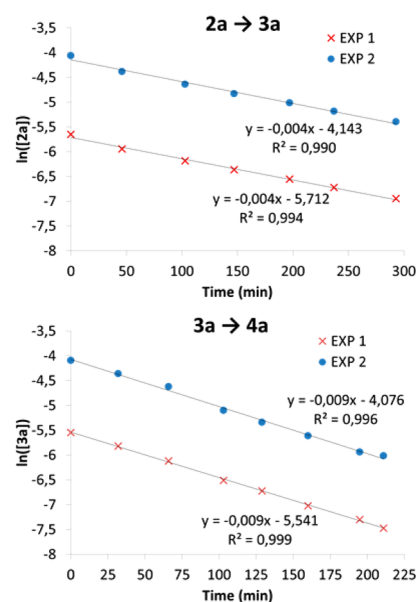 2a → 3a
EXP 1
EXP 2
-3,5
-4
-4,5
-5
-5,5
-6
-6,5
-7
-7,5
-8
ln([2a])
y = -0,004x - 4,143
R² = 0,990
y = -0,004x - 5,712
R² = 0,994
0 50 100 150 200 250 300
Time (min)
3a → 4a
EXP 1
EXP 2
-3,5
-4
-4,5
-5
-5,5
-6
-6,5
-7
-7,5
-8
ln([3a])
y = -0,009x - 4,076
R² = 0,996
y = -0,009x - 5,541
R² = 0,999
0 25 50 75 100 125 150 175 200 225
Time (min)